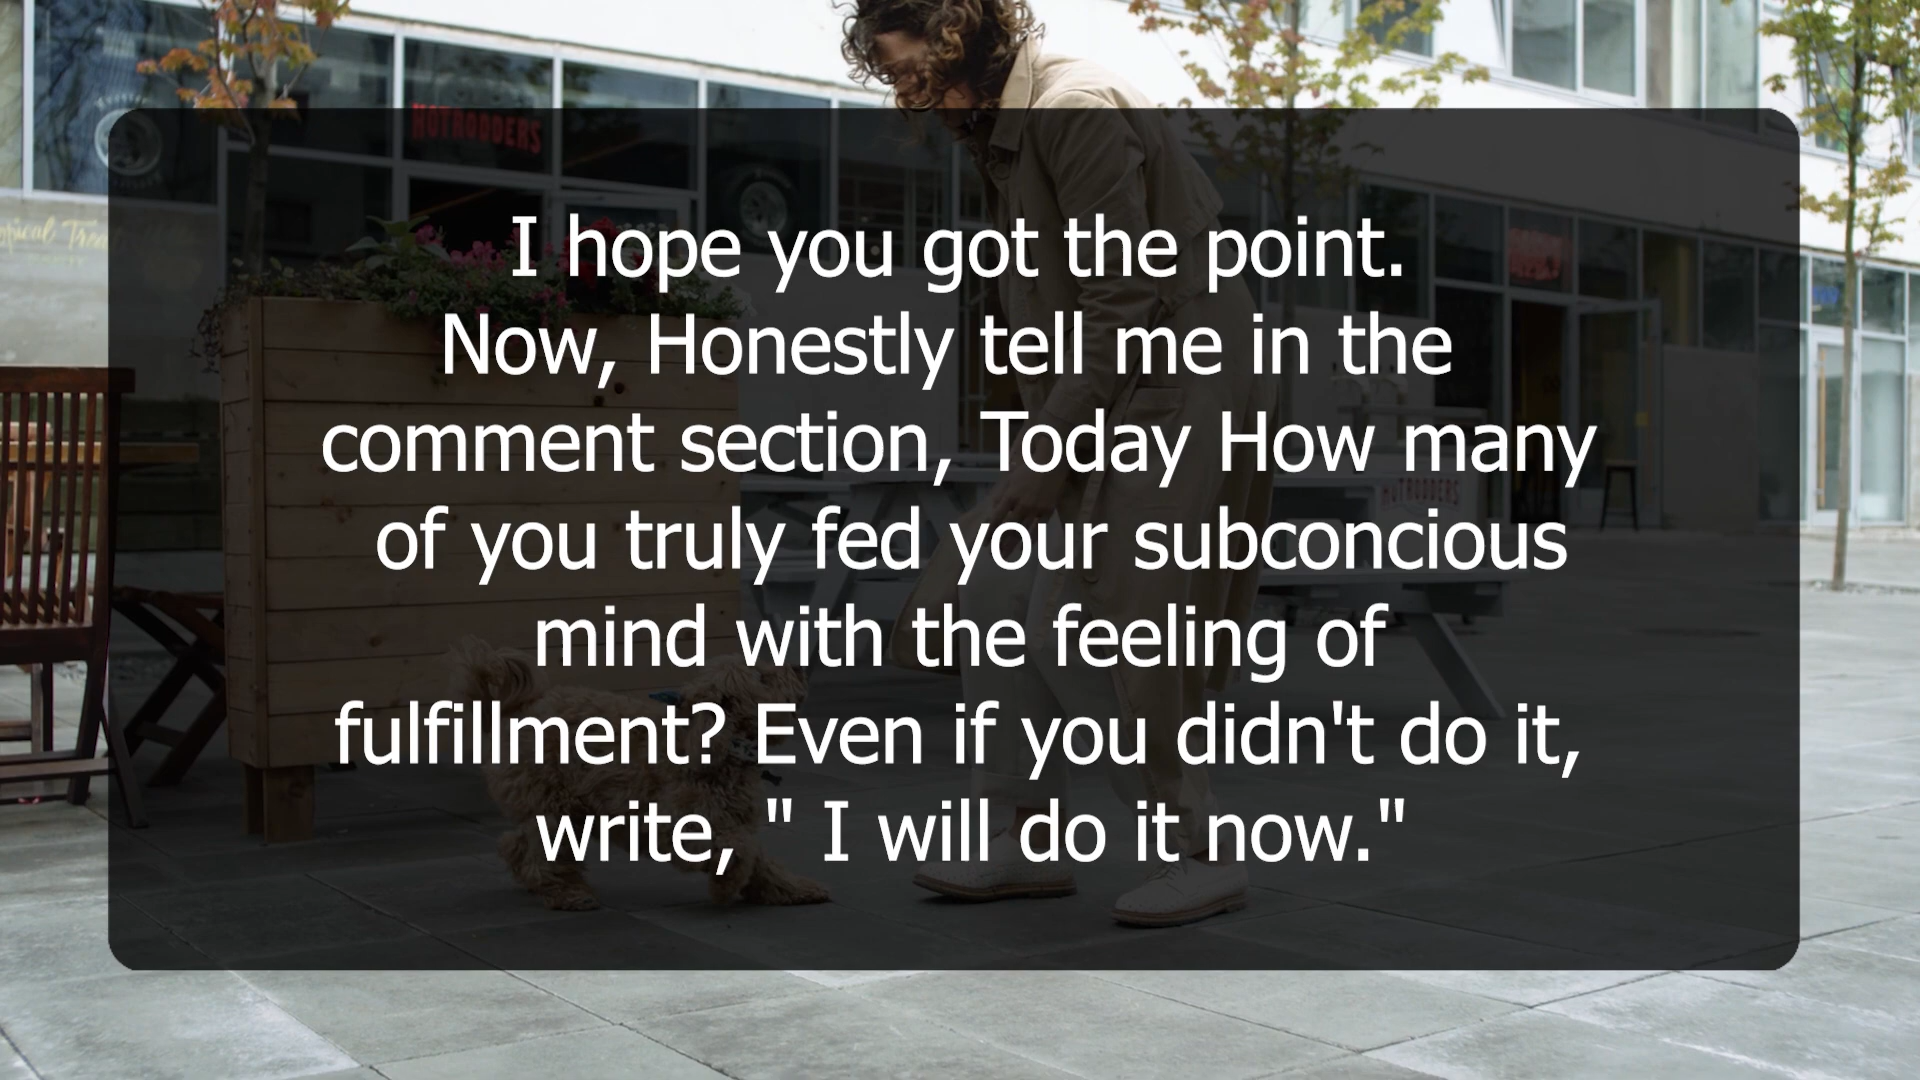 HOTRODDERS
I hope you got the point.
Now, Honestly tell me in the
comment section, Today How many
of you truly fed your subconcious
mind with the feeling of
fulfillment? Even if you didn't do it,
write, " I will do it now."
HOTRODDERS